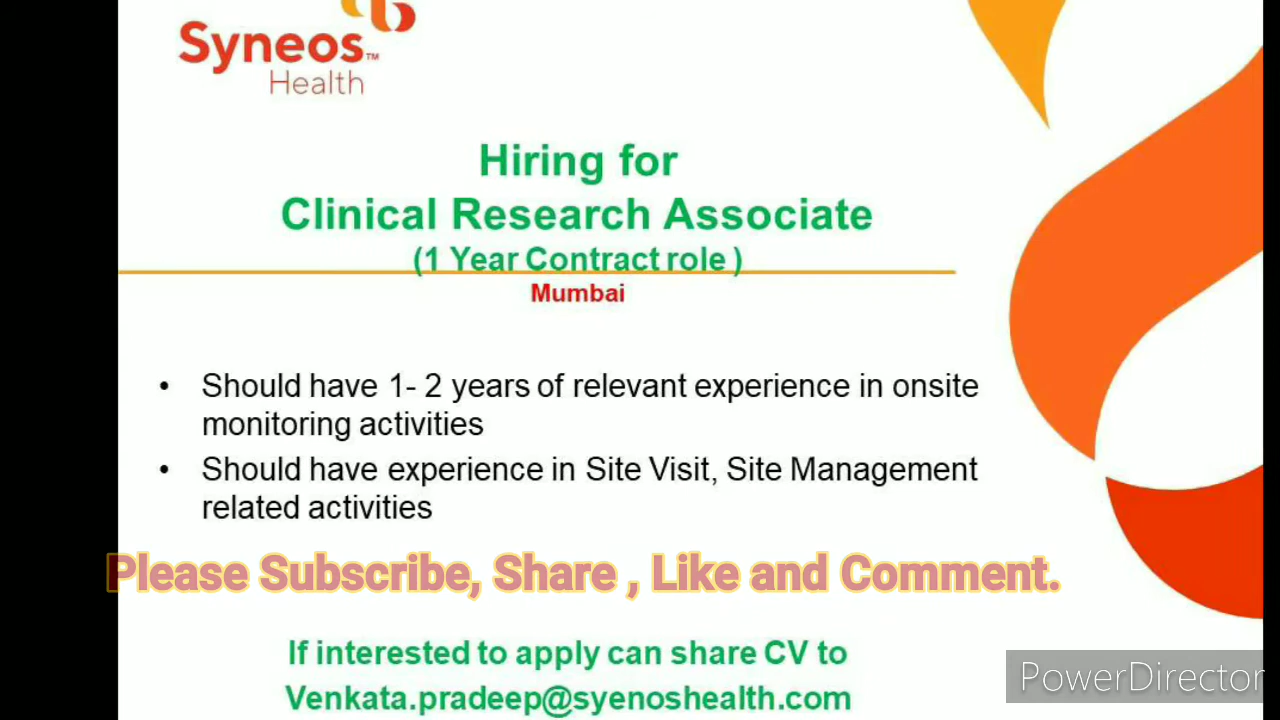 Syneos™
Health
Hiring for
Clinical Research Associate
(1 Year Contract role )
Mumbai
• Should have 1- 2 years of relevant experience in onsite
monitoring activities
• Should have experience in Site Visit, Site Management
related activities
Please Subscribe, Share , Like and Comment.
If interested to apply can share CV to
Venkata.pradeep@syenoshealth.com
PowerDirector